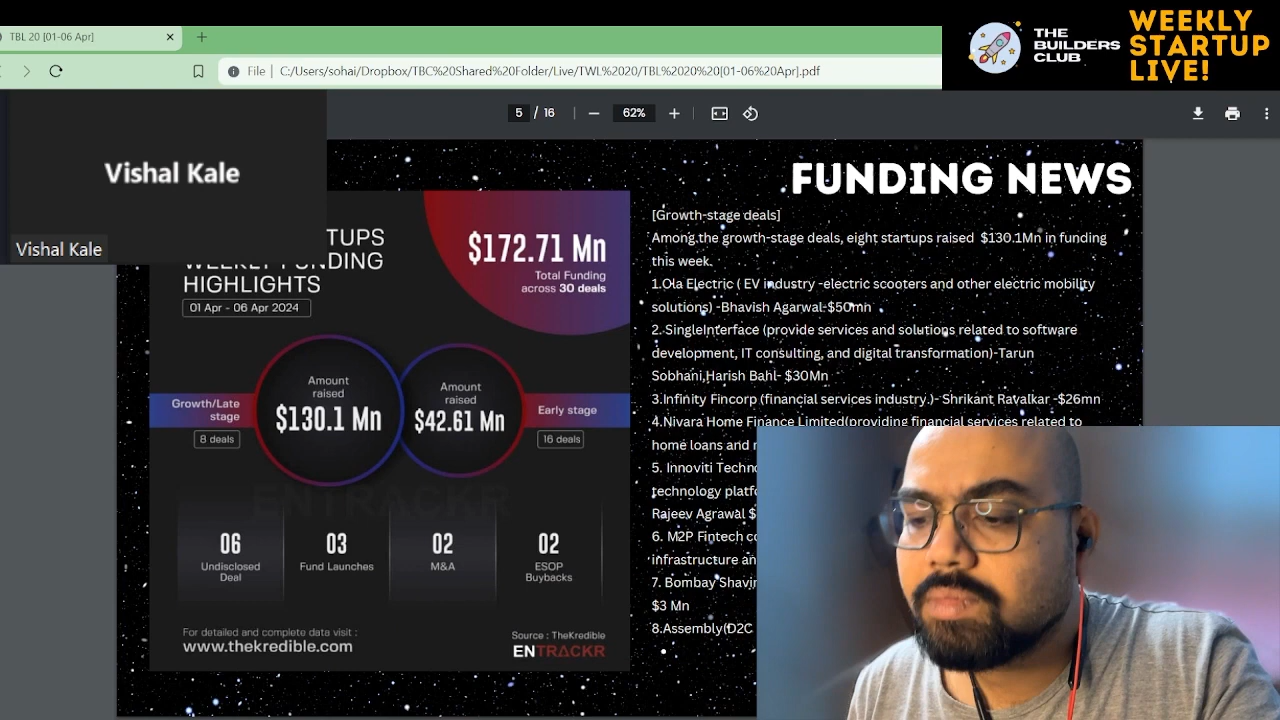 TBL 20 [01-06 Apr]
THE
BUILDERS
CLUB
WEEKLY
STARTUP
LIVE!
File | C:/Users/sohai/Dropbox/TBC%20Shared%20Folder/Live/TWL%2020/TBL%2020%20[01-06%20Apr].pdf
5 / 16
62%
Vishal Kale
Vishal Kale
TUPS
WEEKLY FUNDING
HIGHLIGHTS
01 Apr - 06 Apr 2024
$172.71 Mn
Total Funding
across 30 deals
Growth/Late
stage
8 deals
Amount
raised
$130.1 Mn
Amount
raised
$42.61 Mn
Early stage
16 deals
ENTRACKR
06
Undisclosed
Deal
03
Fund Launches
02
M&A
02
ESOP
Buybacks
For detailed and complete data visit :
www.thekredible.com
Source : TheKredible
ENTRACKR
FUNDING NEWS
[Growth-stage deals]
Among the growth-stage deals, eight startups raised $130.1Mn in funding
this week.
1.Ola Electric ( EV industry -electric scooters and other electric mobility
solutions) -Bhavish Agarwal-$50mn
2. SingleInterface (provide services and solutions related to software
development, IT consulting, and digital transformation)-Tarun
Sobhani,Harish Bahl- $30Mn
3.Infinity Fincorp (financial services industry.)- Shrikant Ravalkar -$26mn
4.Nivara Home Finance Limited(providing financial services related to
home loans and
5. Innoviti Techno
technology platf
Rajeev Agrawal $
6. M2P Fintech co
infrastructure an
7. Bombay Shavin
$3 Mn
8.Assembly(D2C